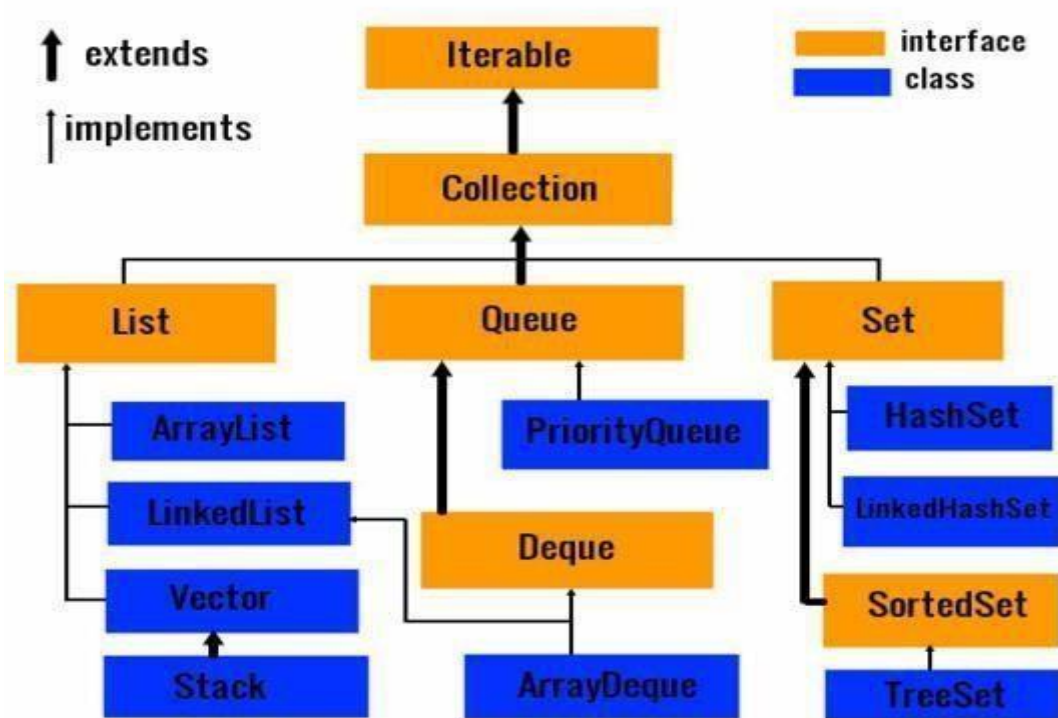 extends
implements
interface
class
Iterable
Collection
List
Queue
Set
ArrayList
PriorityQueue
HashSet
LinkedList
LinkedHashSet
Deque
Vector
SortedSet
Stack
ArrayDeque
TreeSet